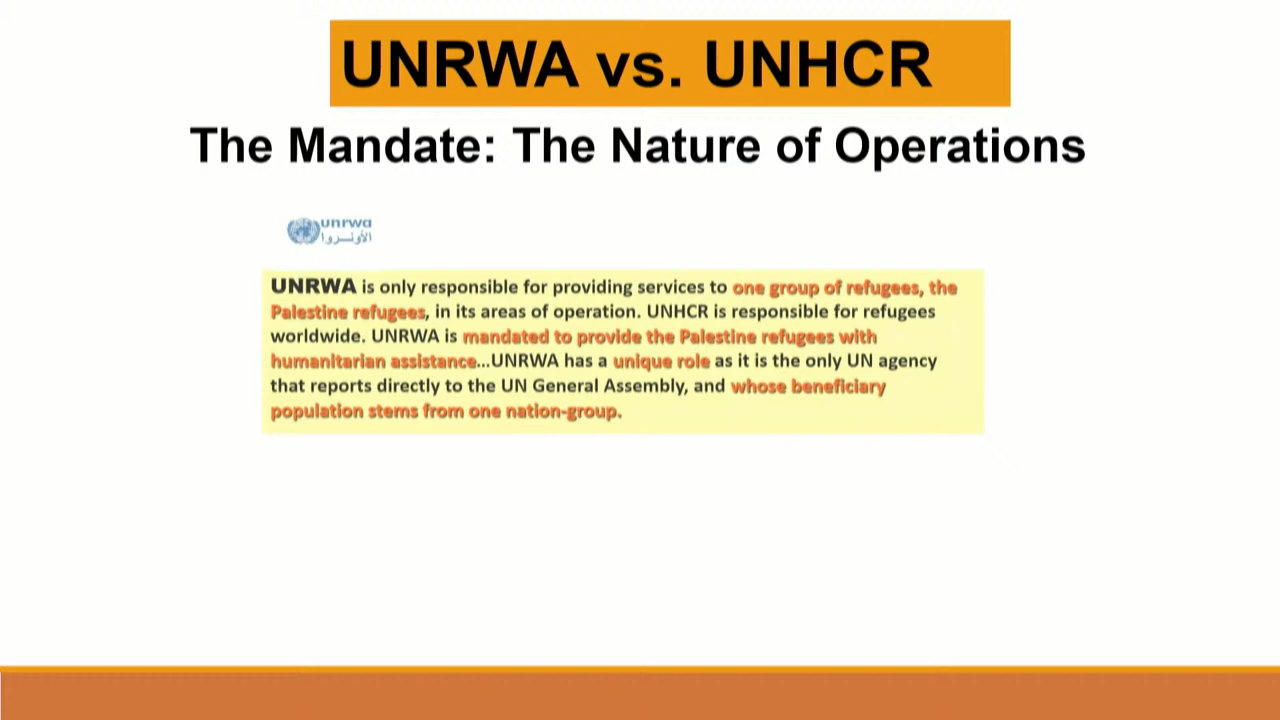 UNRWA vs. UNHCR
The Mandate: The Nature of Operations
unrwa
الأونروا
UNRWA is only responsible for providing services to one group of refugees, the
Palestine refugees, in its areas of operation. UNHCR is responsible for refugees
worldwide. UNRWA is mandated to provide the Palestine refugees with
humanitarian assistance...UNRWA has a unique role as it is the only UN agency
that reports directly to the UN General Assembly, and whose beneficiary
population stems from one nation-group.